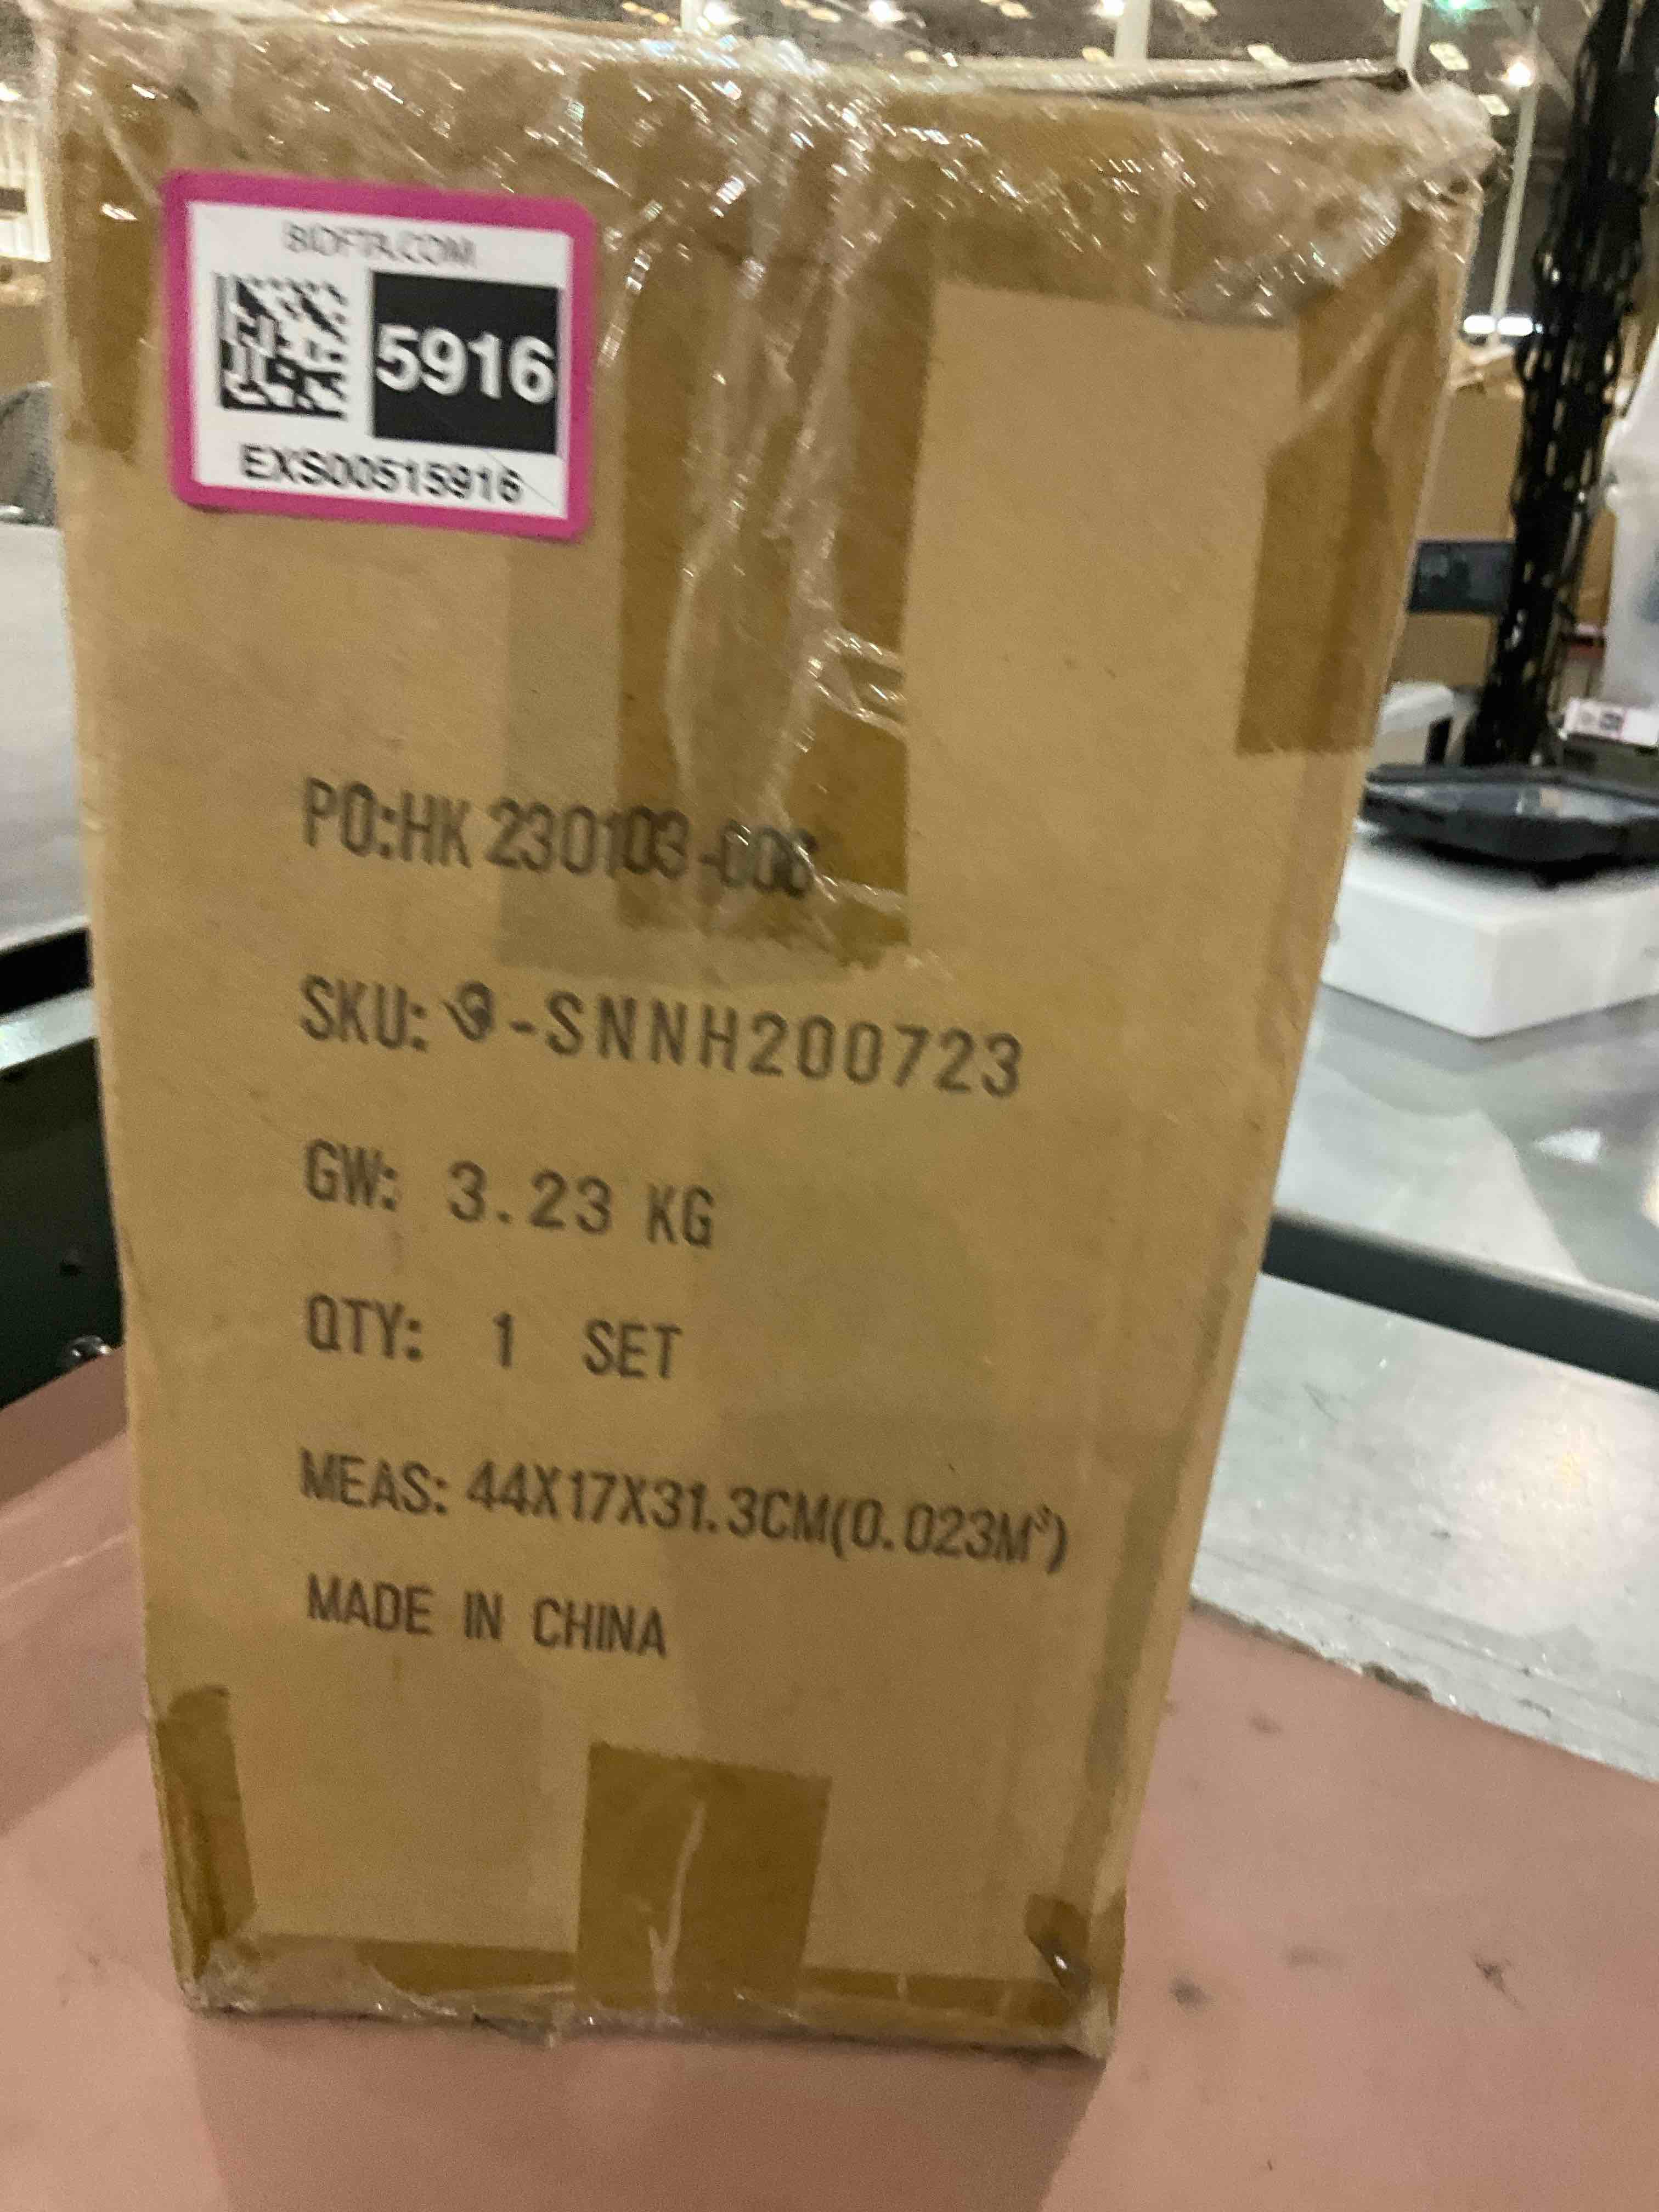 BIDFTA.COM
5916
EXS00515916
PO:HK 230103-006
SKU: -SNNH200723
GW: 3.23 KG
QTY: 1 SET
MEAS: 44X17X31.3CM(0.023M³)
MADE IN CHINA